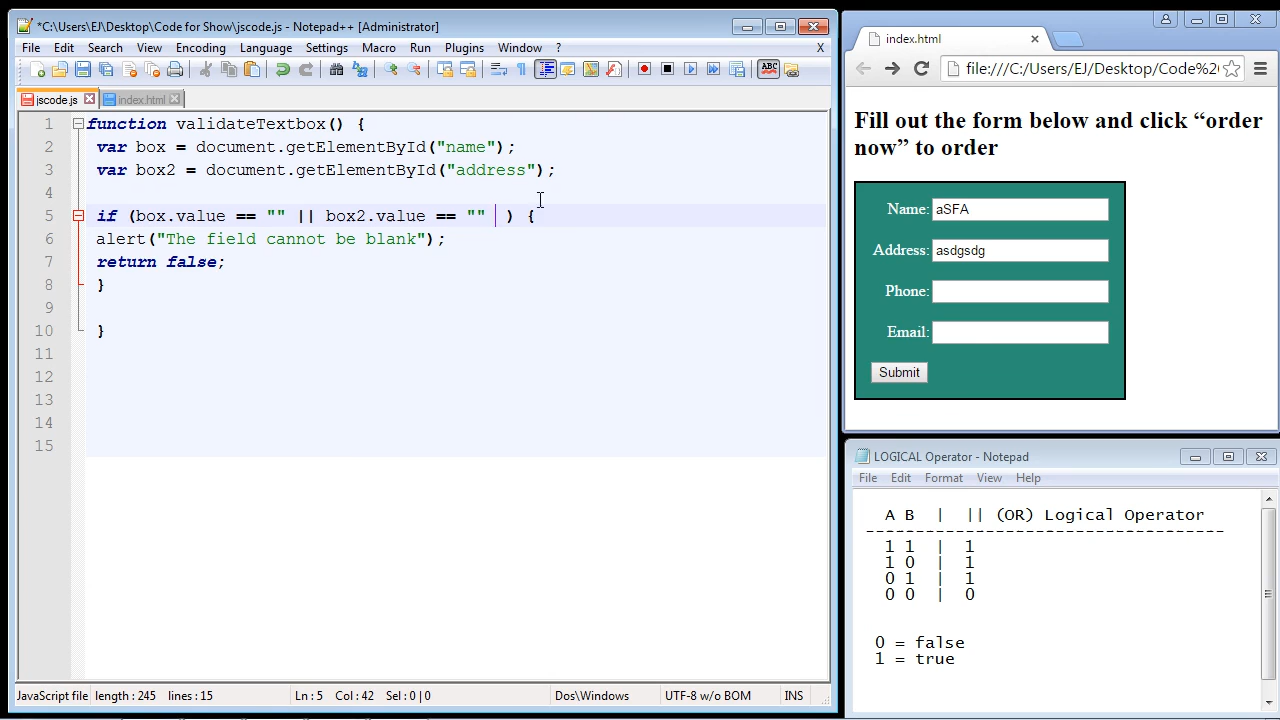 *C:\Users\EJ\Desktop\Code for Show\jscode.js - Notepad++ [Administrator]
File Edit Search View Encoding Language Settings Macro Run Plugins Window ? X
jscode.js index.html
1 function validateTextbox() {
2 var box = document.getElementById("name");
3 var box2 = document.getElementById("address");
4
5 if (box.value == "" || box2.value == "" ) {
6 alert("The field cannot be blank");
7 return false;
8 }
9
10 }
11
12
13
14
15
JavaScript file length : 245 lines : 15 Ln : 5 Col : 42 Sel : 0 | 0 Dos\Windows UTF-8 w/o BOM INS
index.html
file:///C:/Users/EJ/Desktop/Code%20
Fill out the form below and click “order
now” to order
Name: aSFA
Address: asdgsdg
Phone:
Email:
Submit
LOGICAL Operator - Notepad
File Edit Format View Help
A B | || (OR) Logical Operator
------------------------------------
1 1 | 1
1 0 | 1
0 1 | 1
0 0 | 0
0 = false
1 = true